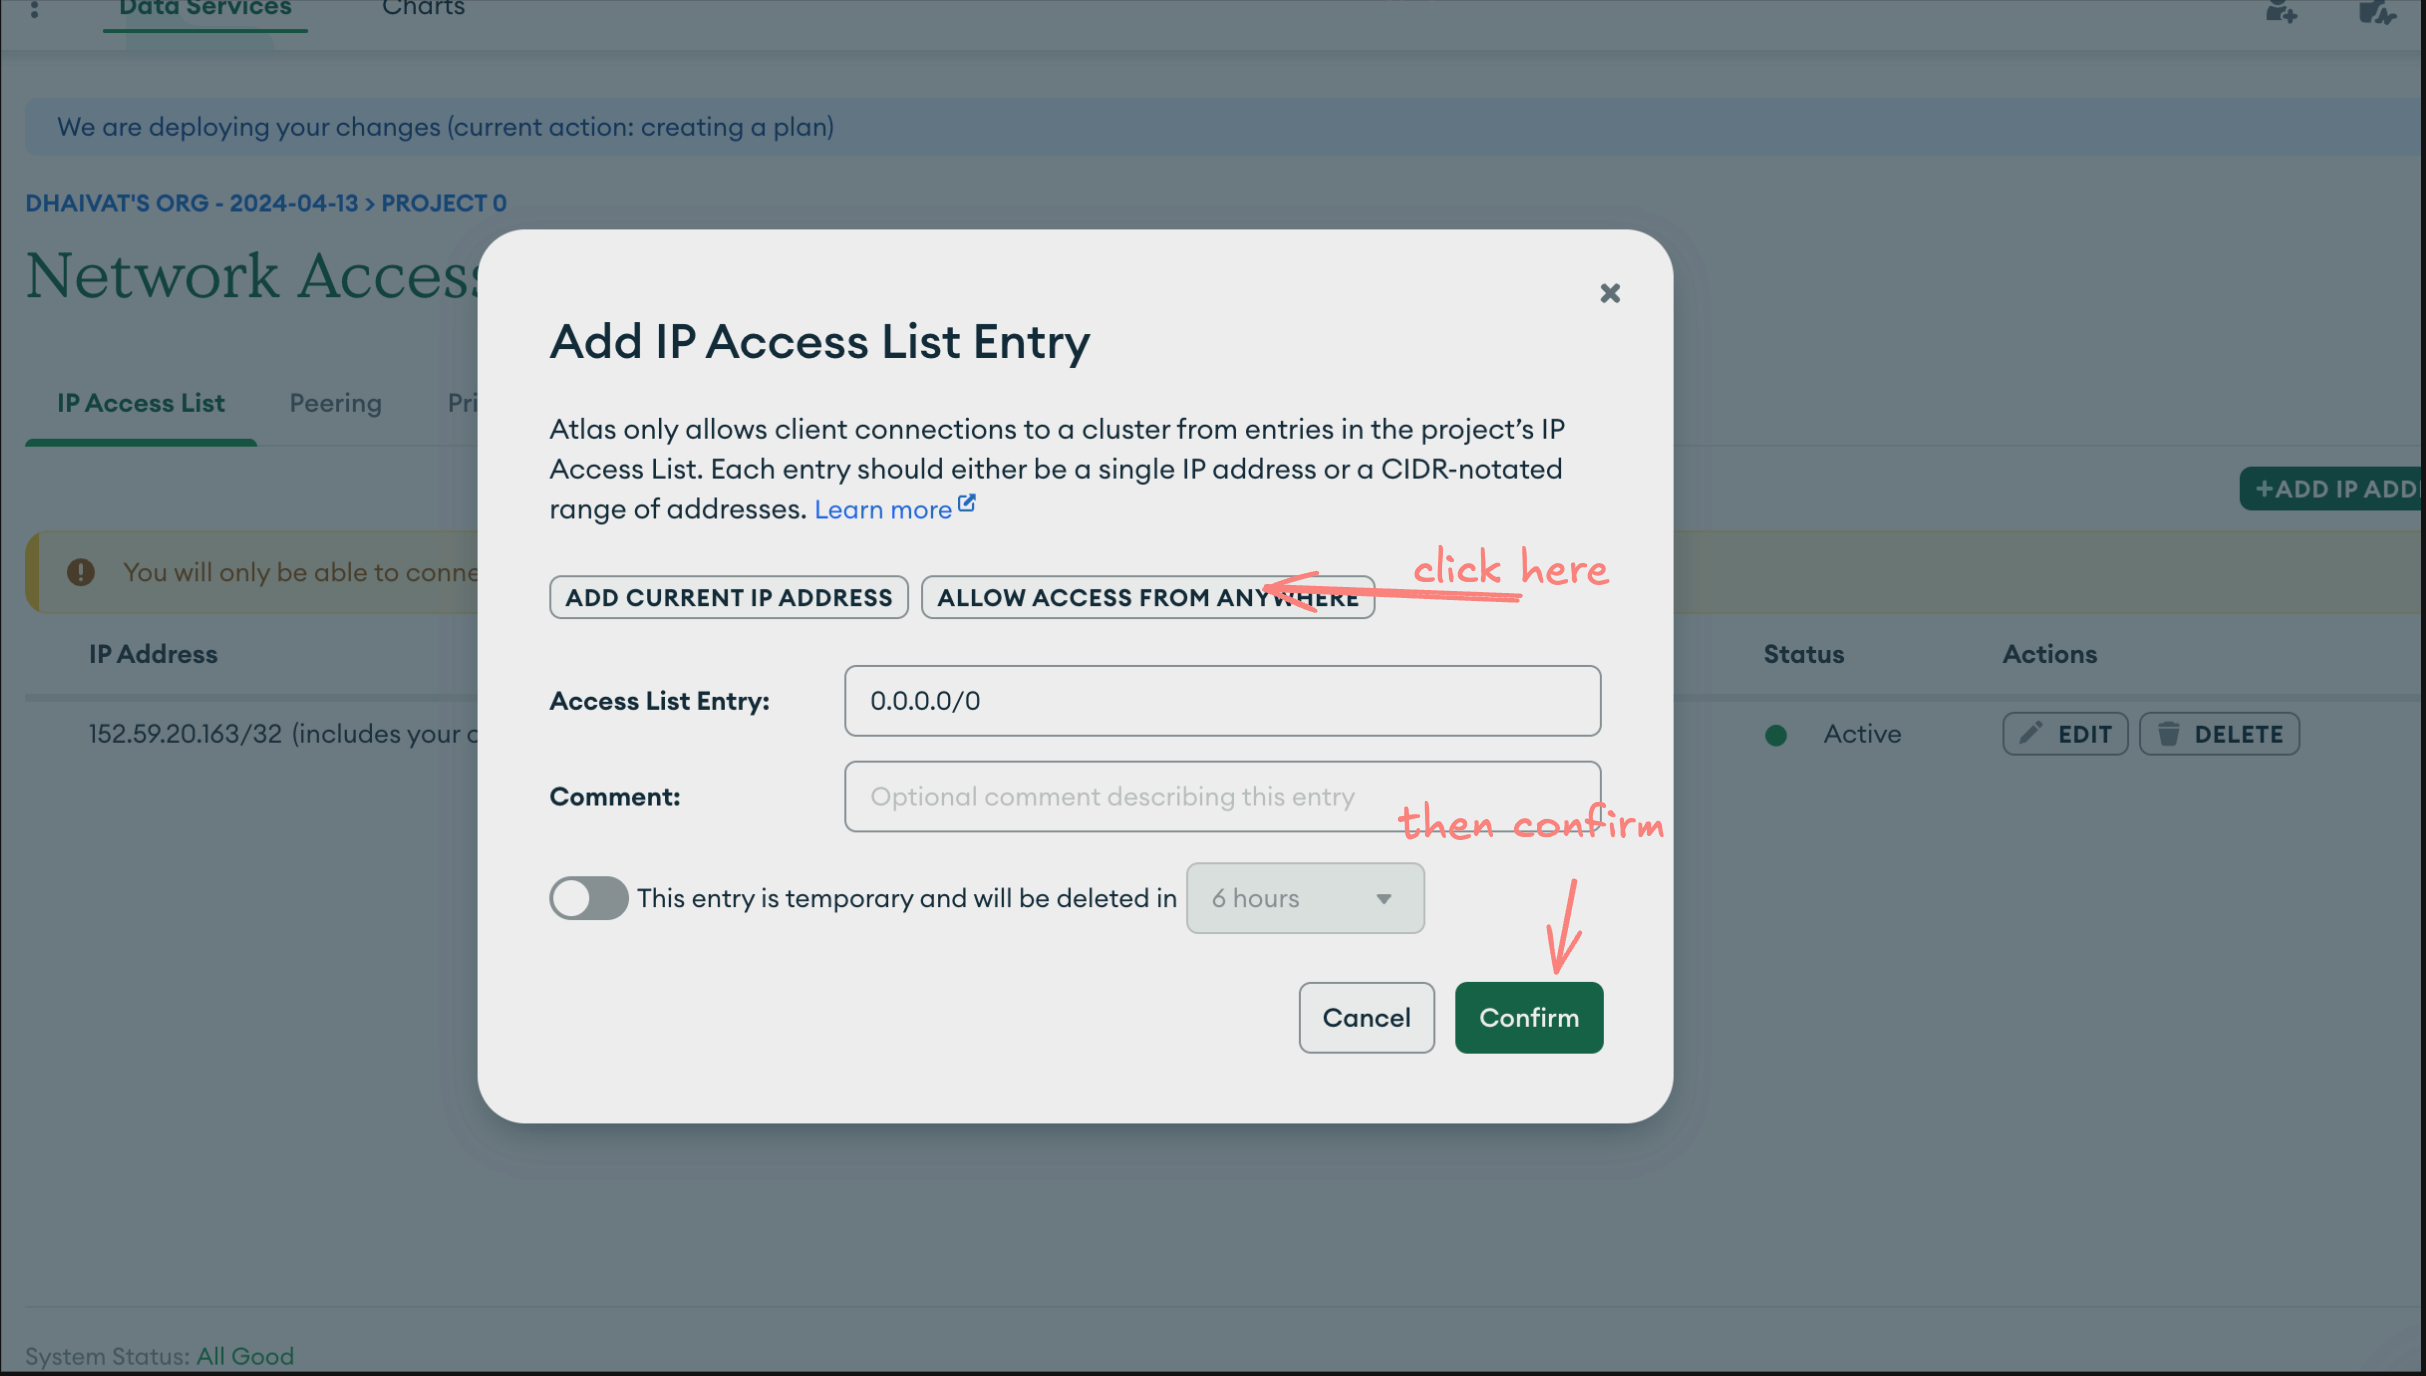 Data Services
Charts
We are deploying your changes (current action: creating a plan)
DHAIVAT'S ORG - 2024-04-13 > PROJECT 0
Network Access
IP Access List
Peering
Pri
+ADD IP ADD
You will only be able to conne
IP Address
Status
Actions
152.59.20.163/32 (includes your c
Active
EDIT
DELETE
Add IP Access List Entry
Atlas only allows client connections to a cluster from entries in the project’s IP
Access List. Each entry should either be a single IP address or a CIDR-notated
range of addresses. Learn more
click here
ADD CURRENT IP ADDRESS
ALLOW ACCESS FROM ANYWHERE
Access List Entry:
0.0.0.0/0
Comment:
Optional comment describing this entry
then confirm
This entry is temporary and will be deleted in
6 hours
Cancel
Confirm
System Status: All Good